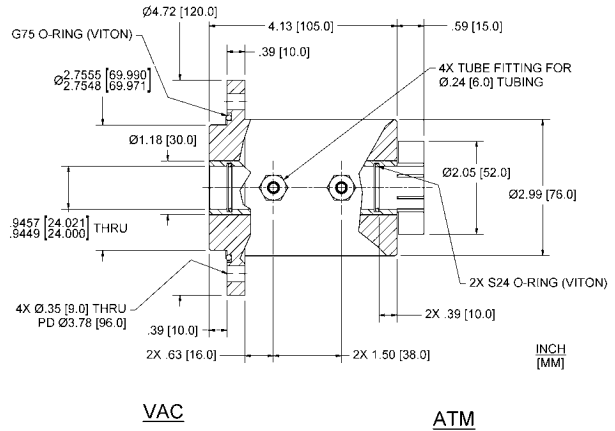 Ø4.72 [120.0]
4.13 [105.0]
.59 [15.0]
G75 O-RING (VITON)
.39 [10.0]
4X TUBE FITTING FOR
Ø.24 [6.0] TUBING
Ø2.7555 [69.990]
2.7548 [69.971]
Ø1.18 [30.0]
Ø2.05 [52.0]
Ø2.99 [76.0]
.9457 [24.021]
.9449 [24.000] THRU
2X S24 O-RING (VITON)
4X Ø.35 [9.0] THRU
PD Ø3.78 [96.0]
2X .39 [10.0]
.39 [10.0]
2X .63 [16.0]
2X 1.50 [38.0]
INCH
[MM]
VAC
ATM